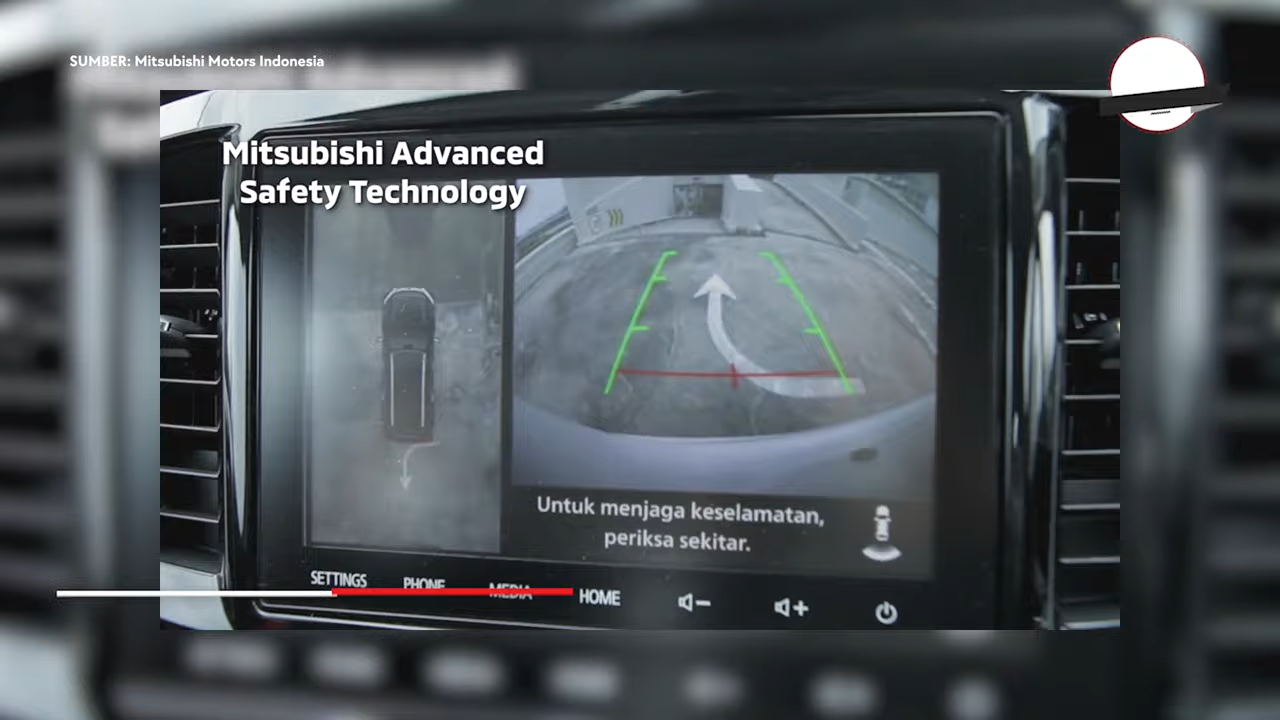 SUMBER: Mitsubishi Motors Indonesia
Mitsubishi Advanced
Safety Technology
Untuk menjaga keselamatan,
periksa sekitar.
SETTINGS
PHONE
MEDIA
HOME